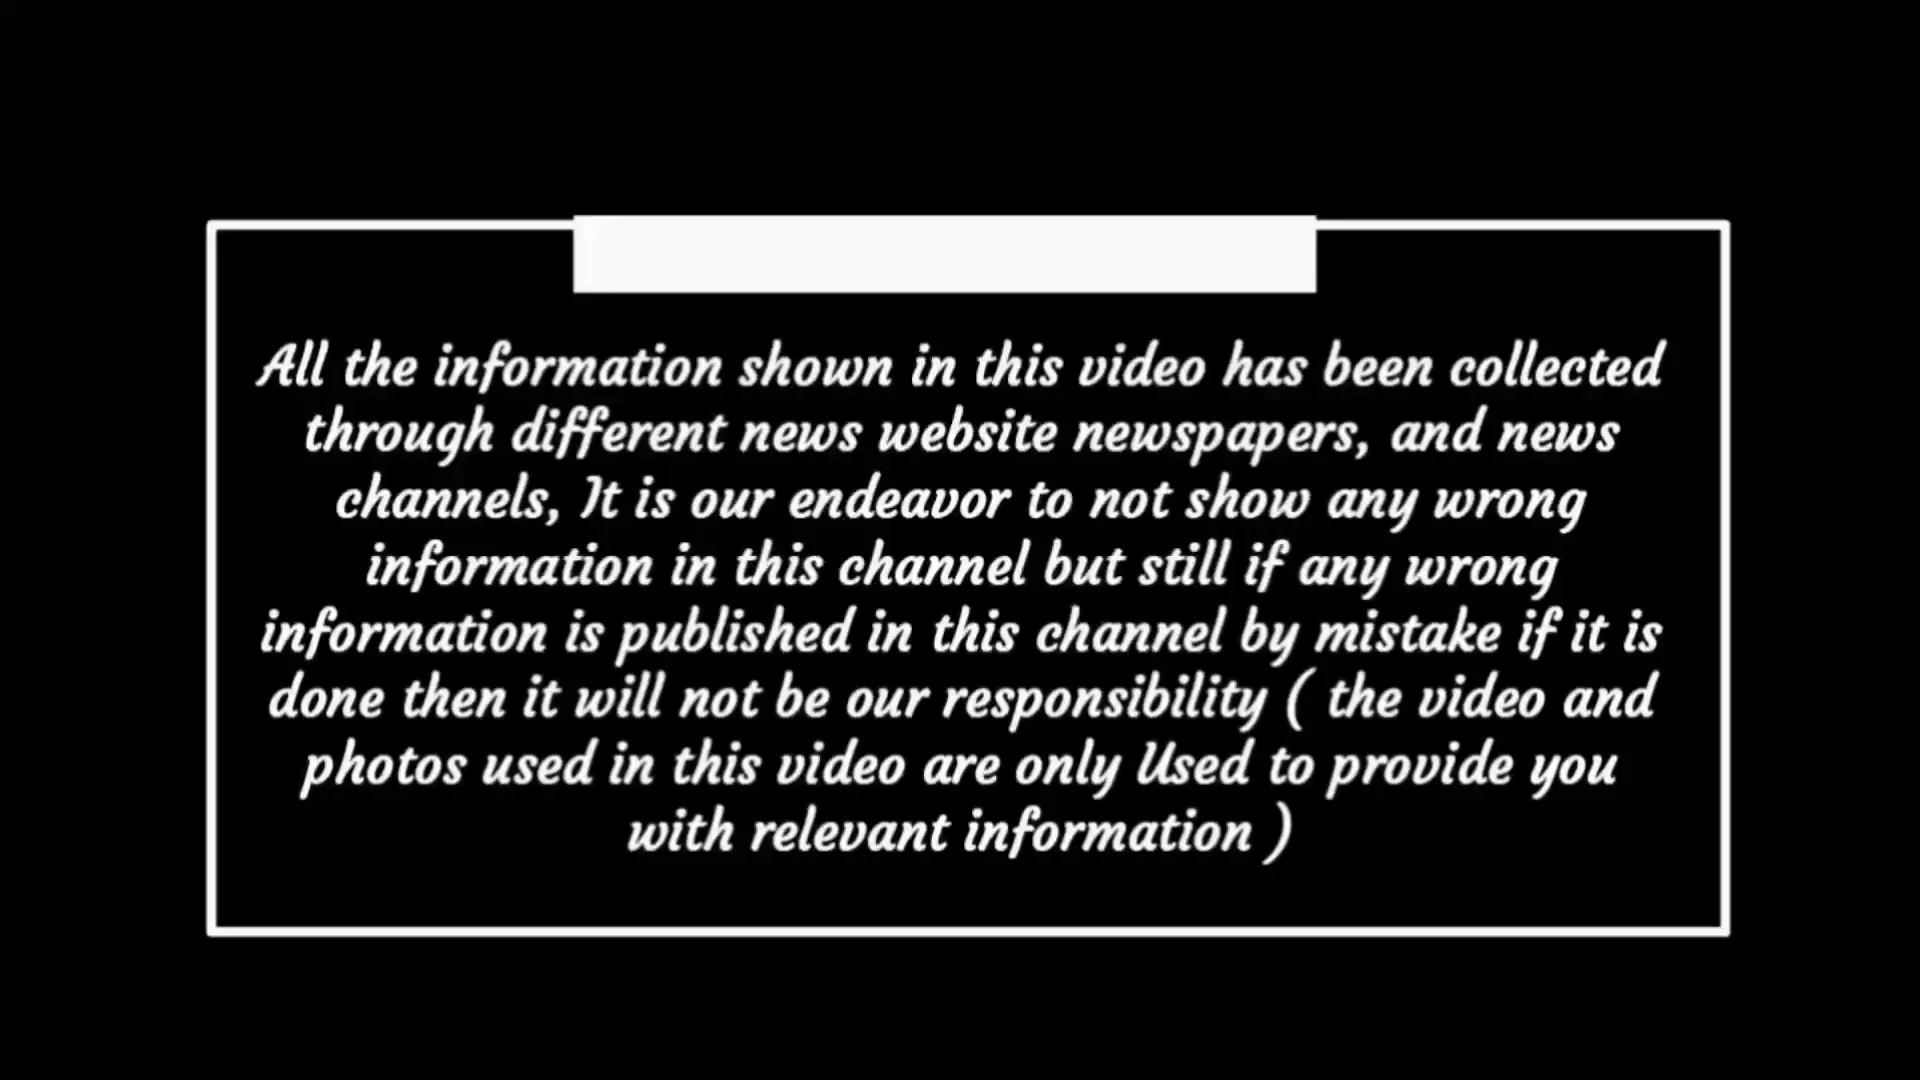 All the information shown in this video has been collected
through different news website newspapers, and news
channels, It is our endeavor to not show any wrong
information in this channel but still if any wrong
information is published in this channel by mistake if it is
done then it will not be our responsibility ( the video and
photos used in this video are only Used to provide you
with relevant information )